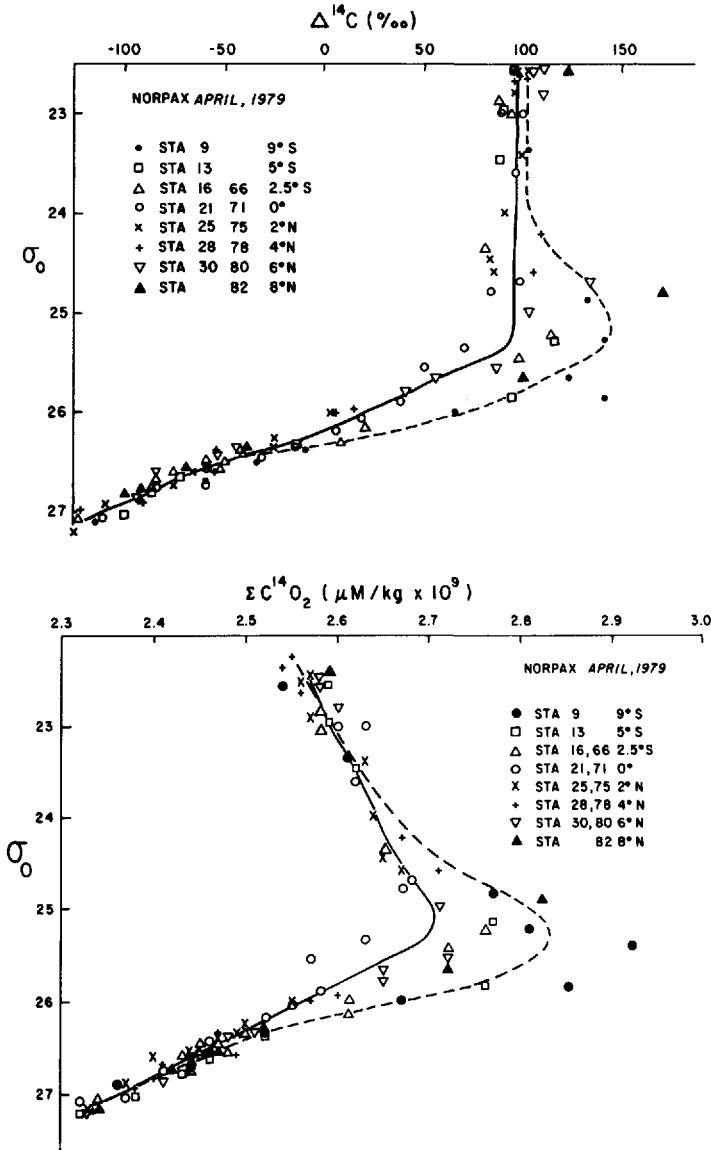 Δ¹⁴C (‰)
-100 -50 0 50 100 150
NORPAX APRIL, 1979
STA 9 9° S
STA 13 5° S
STA 16 66 2.5° S
STA 21 71 0°
STA 25 75 2° N
STA 28 78 4° N
STA 30 80 6° N
STA 82 8° N
23
24
σ₀
25
26
27
ΣC¹⁴O₂ (μM/kg x 10⁹)
2.3 2.4 2.5 2.6 2.7 2.8 2.9 3.0
NORPAX APRIL, 1979
STA 9 9° S
STA 13 5° S
STA 16,66 2.5° S
STA 21,71 0°
STA 25,75 2° N
STA 28,78 4° N
STA 30,80 6° N
STA 82 8° N
23
24
σ₀
25
26
27